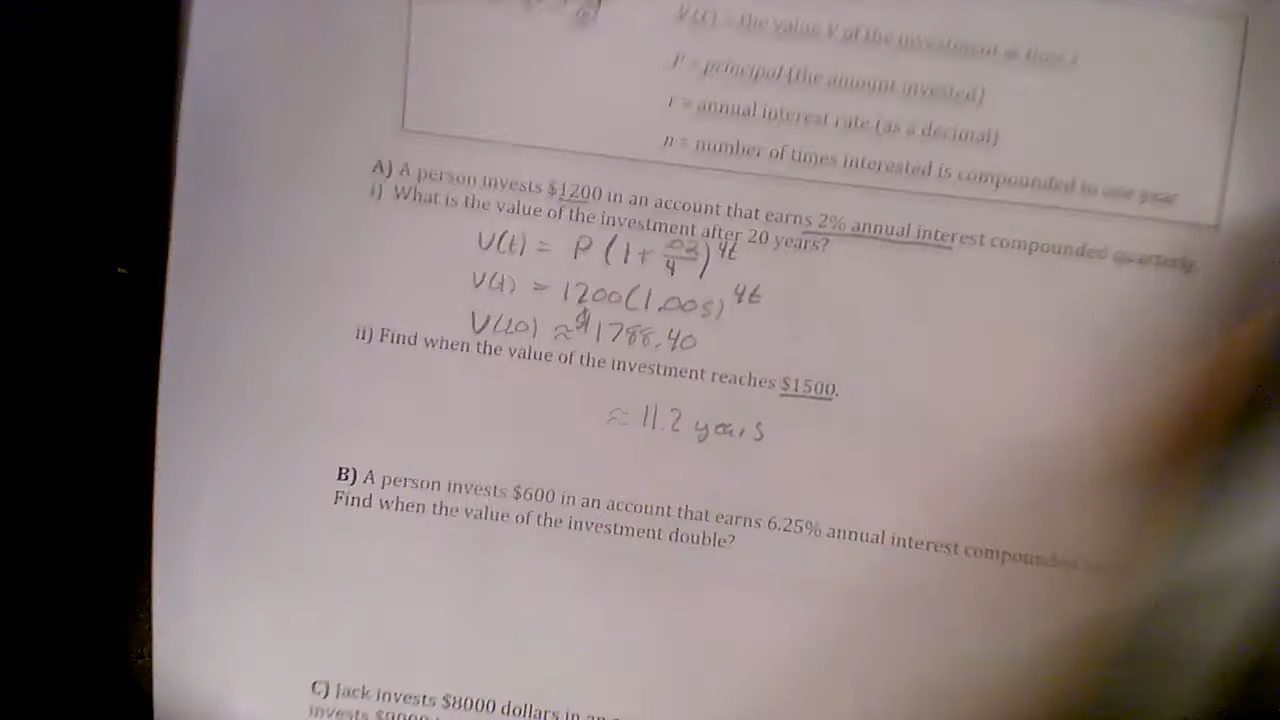 V(t) = the value V of the investment at time t
P = principal (the amount invested)
r = annual interest rate (as a decimal)
n = number of times interested is compounded in one year
A) A person invests $1200 in an account that earns 2% annual interest compounded quarterly.
i) What is the value of the investment after 20 years?
V(t) = P(1+ .02/4)^4t
V(t) = 1200(1.005)^4t
V(20) ≈ $1788.40
ii) Find when the value of the investment reaches $1500.
≈ 11.2 years
B) A person invests $600 in an account that earns 6.25% annual interest compounded
Find when the value of the investment double?
C) Jack invests $8000 dollars in an
invests